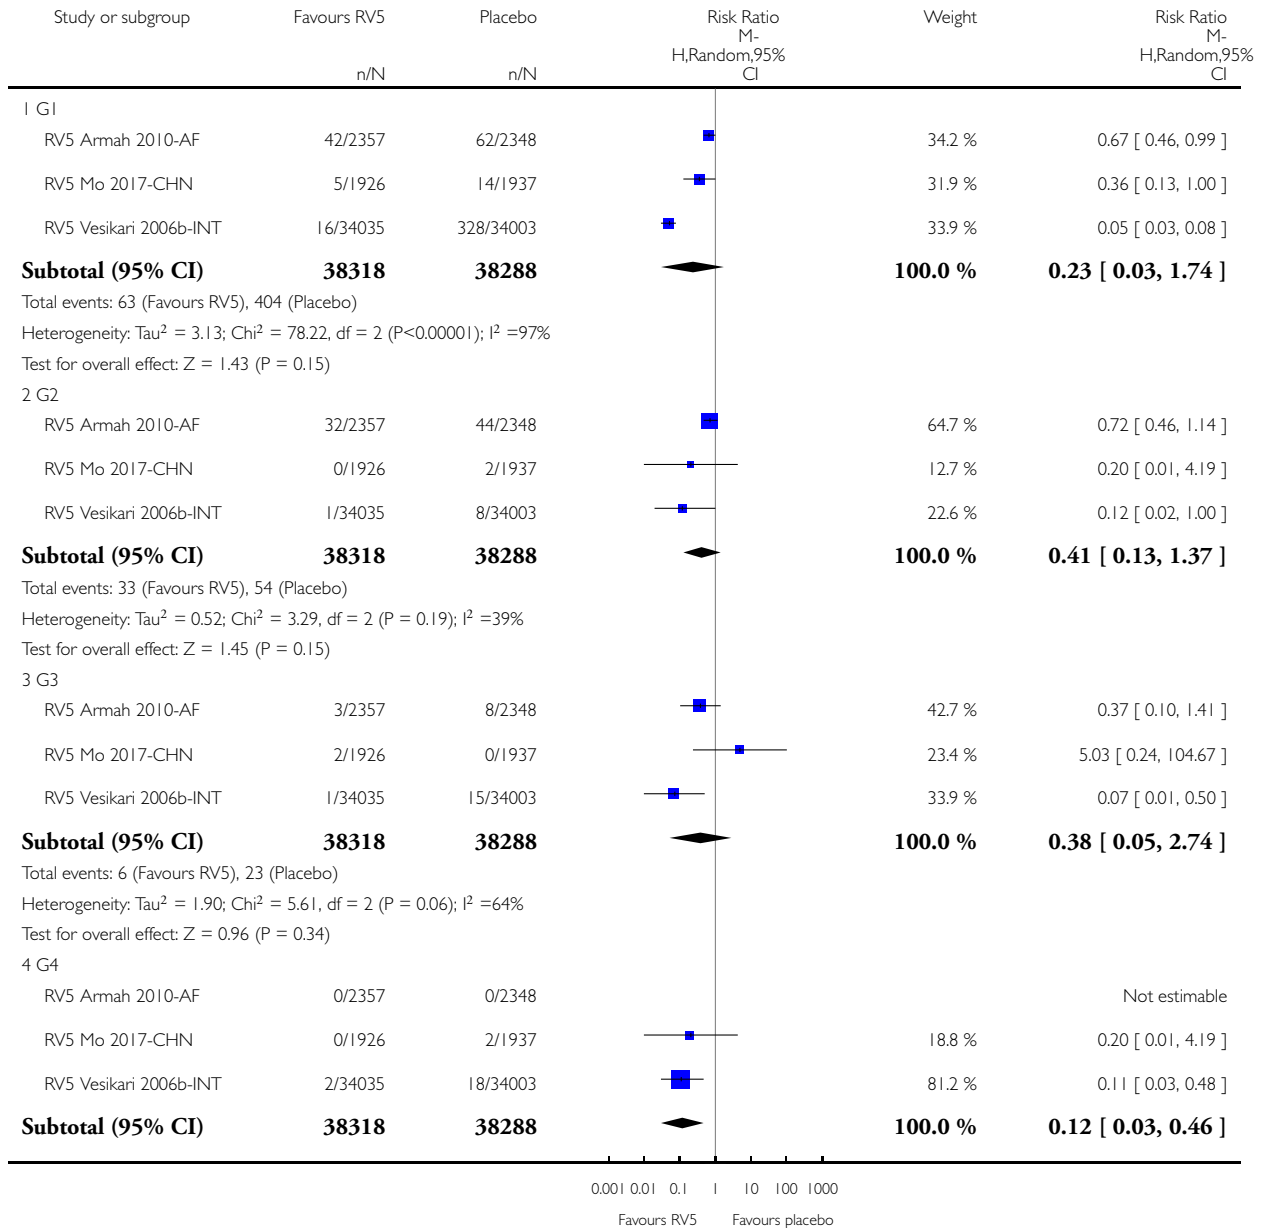 Study or subgroup Favours RV5 Placebo Risk Ratio Weight Risk Ratio
M- M-
H,Random,95% H,Random,95%
n/N n/N CI CI
1 G1
RV5 Armah 2010-AF 42/2357 62/2348 34.2 % 0.67 [ 0.46, 0.99 ]
RV5 Mo 2017-CHN 5/1926 14/1937 31.9 % 0.36 [ 0.13, 1.00 ]
RV5 Vesikari 2006b-INT 16/34035 328/34003 33.9 % 0.05 [ 0.03, 0.08 ]
Subtotal (95% CI) 38318 38288 100.0 % 0.23 [ 0.03, 1.74 ]
Total events: 63 (Favours RV5), 404 (Placebo)
Heterogeneity: Tau² = 3.13; Chi² = 78.22, df = 2 (P<0.00001); I² =97%
Test for overall effect: Z = 1.43 (P = 0.15)
2 G2
RV5 Armah 2010-AF 32/2357 44/2348 64.7 % 0.72 [ 0.46, 1.14 ]
RV5 Mo 2017-CHN 0/1926 2/1937 12.7 % 0.20 [ 0.01, 4.19 ]
RV5 Vesikari 2006b-INT 1/34035 8/34003 22.6 % 0.12 [ 0.02, 1.00 ]
Subtotal (95% CI) 38318 38288 100.0 % 0.41 [ 0.13, 1.37 ]
Total events: 33 (Favours RV5), 54 (Placebo)
Heterogeneity: Tau² = 0.52; Chi² = 3.29, df = 2 (P = 0.19); I² =39%
Test for overall effect: Z = 1.45 (P = 0.15)
3 G3
RV5 Armah 2010-AF 3/2357 8/2348 42.7 % 0.37 [ 0.10, 1.41 ]
RV5 Mo 2017-CHN 2/1926 0/1937 23.4 % 5.03 [ 0.24, 104.67 ]
RV5 Vesikari 2006b-INT 1/34035 15/34003 33.9 % 0.07 [ 0.01, 0.50 ]
Subtotal (95% CI) 38318 38288 100.0 % 0.38 [ 0.05, 2.74 ]
Total events: 6 (Favours RV5), 23 (Placebo)
Heterogeneity: Tau² = 1.90; Chi² = 5.61, df = 2 (P = 0.06); I² =64%
Test for overall effect: Z = 0.96 (P = 0.34)
4 G4
RV5 Armah 2010-AF 0/2357 0/2348 Not estimable
RV5 Mo 2017-CHN 0/1926 2/1937 18.8 % 0.20 [ 0.01, 4.19 ]
RV5 Vesikari 2006b-INT 2/34035 18/34003 81.2 % 0.11 [ 0.03, 0.48 ]
Subtotal (95% CI) 38318 38288 100.0 % 0.12 [ 0.03, 0.46 ]
0.001 0.01 0.1 1 10 100 1000
Favours RV5 Favours placebo